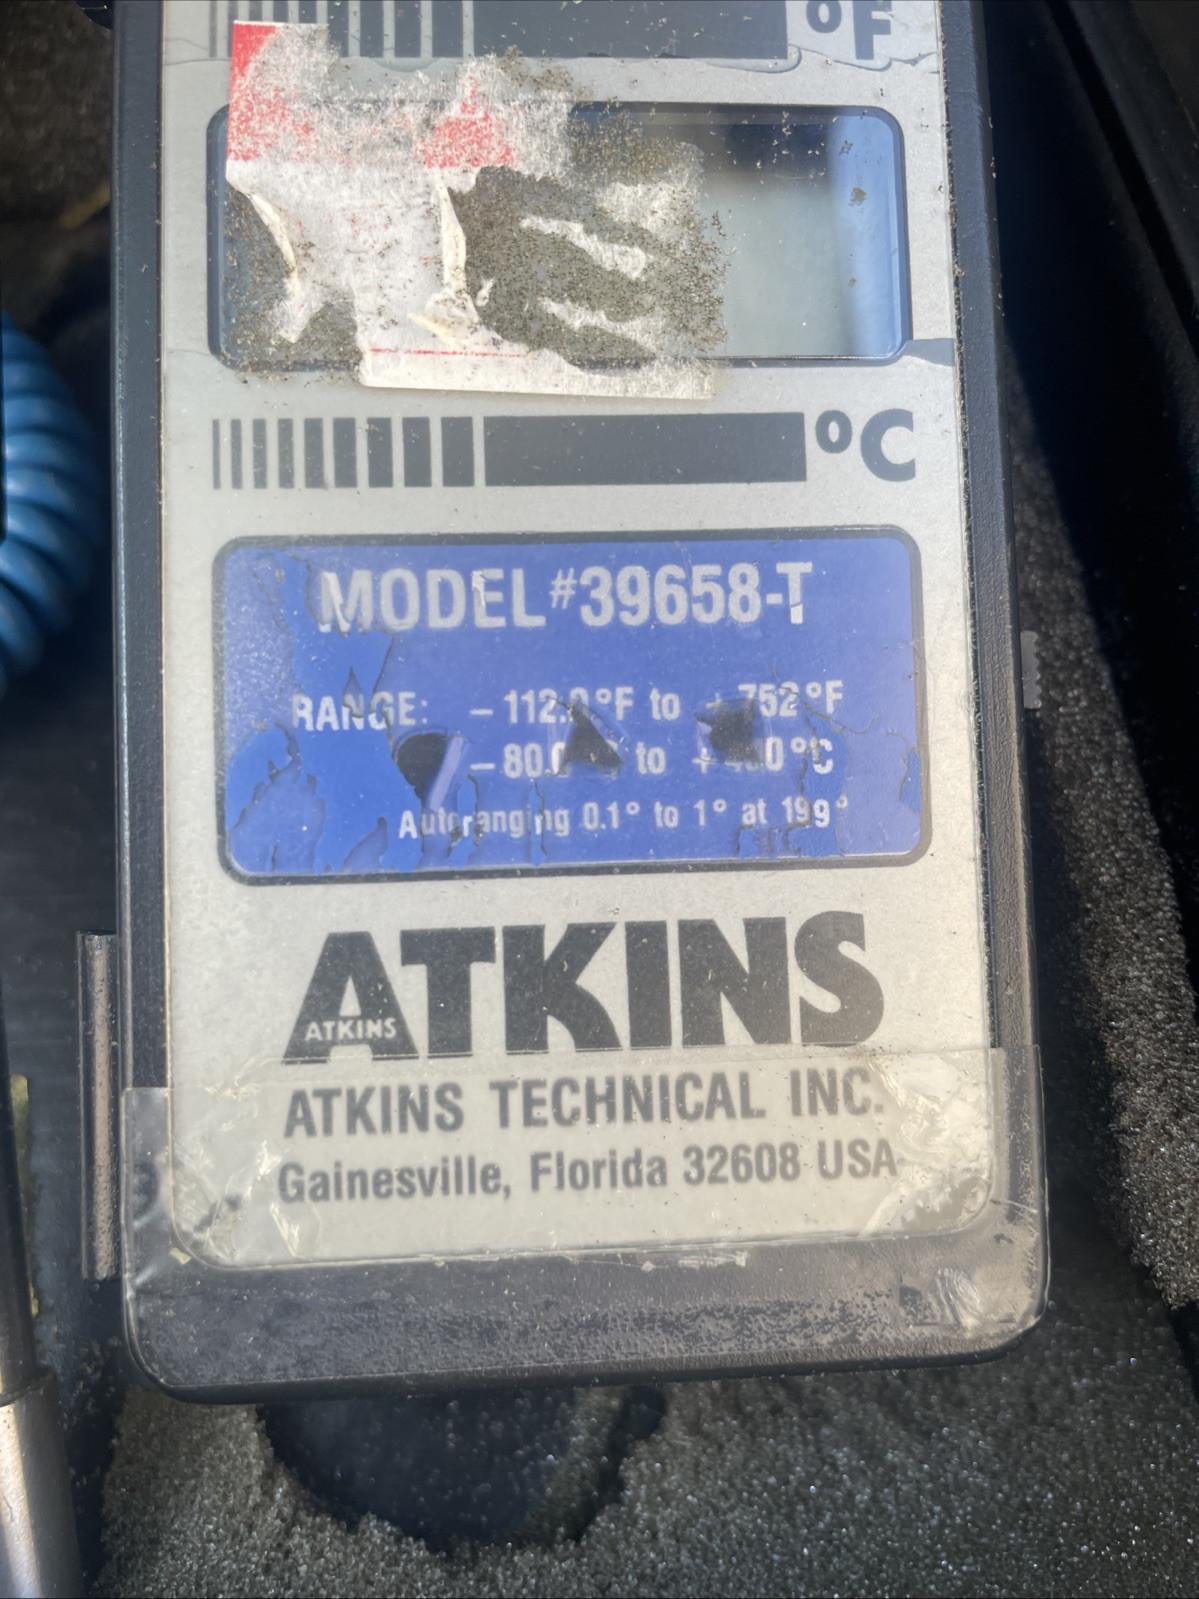 °F
°C
MODEL #39658-T
RANGE: – 112.0°F to + 752°F
– 80.0 to + 0°C
Autoranging 0.1° to 1° at 199°
ATKINS
ATKINS
ATKINS TECHNICAL INC.
Gainesville, Florida 32608 USA